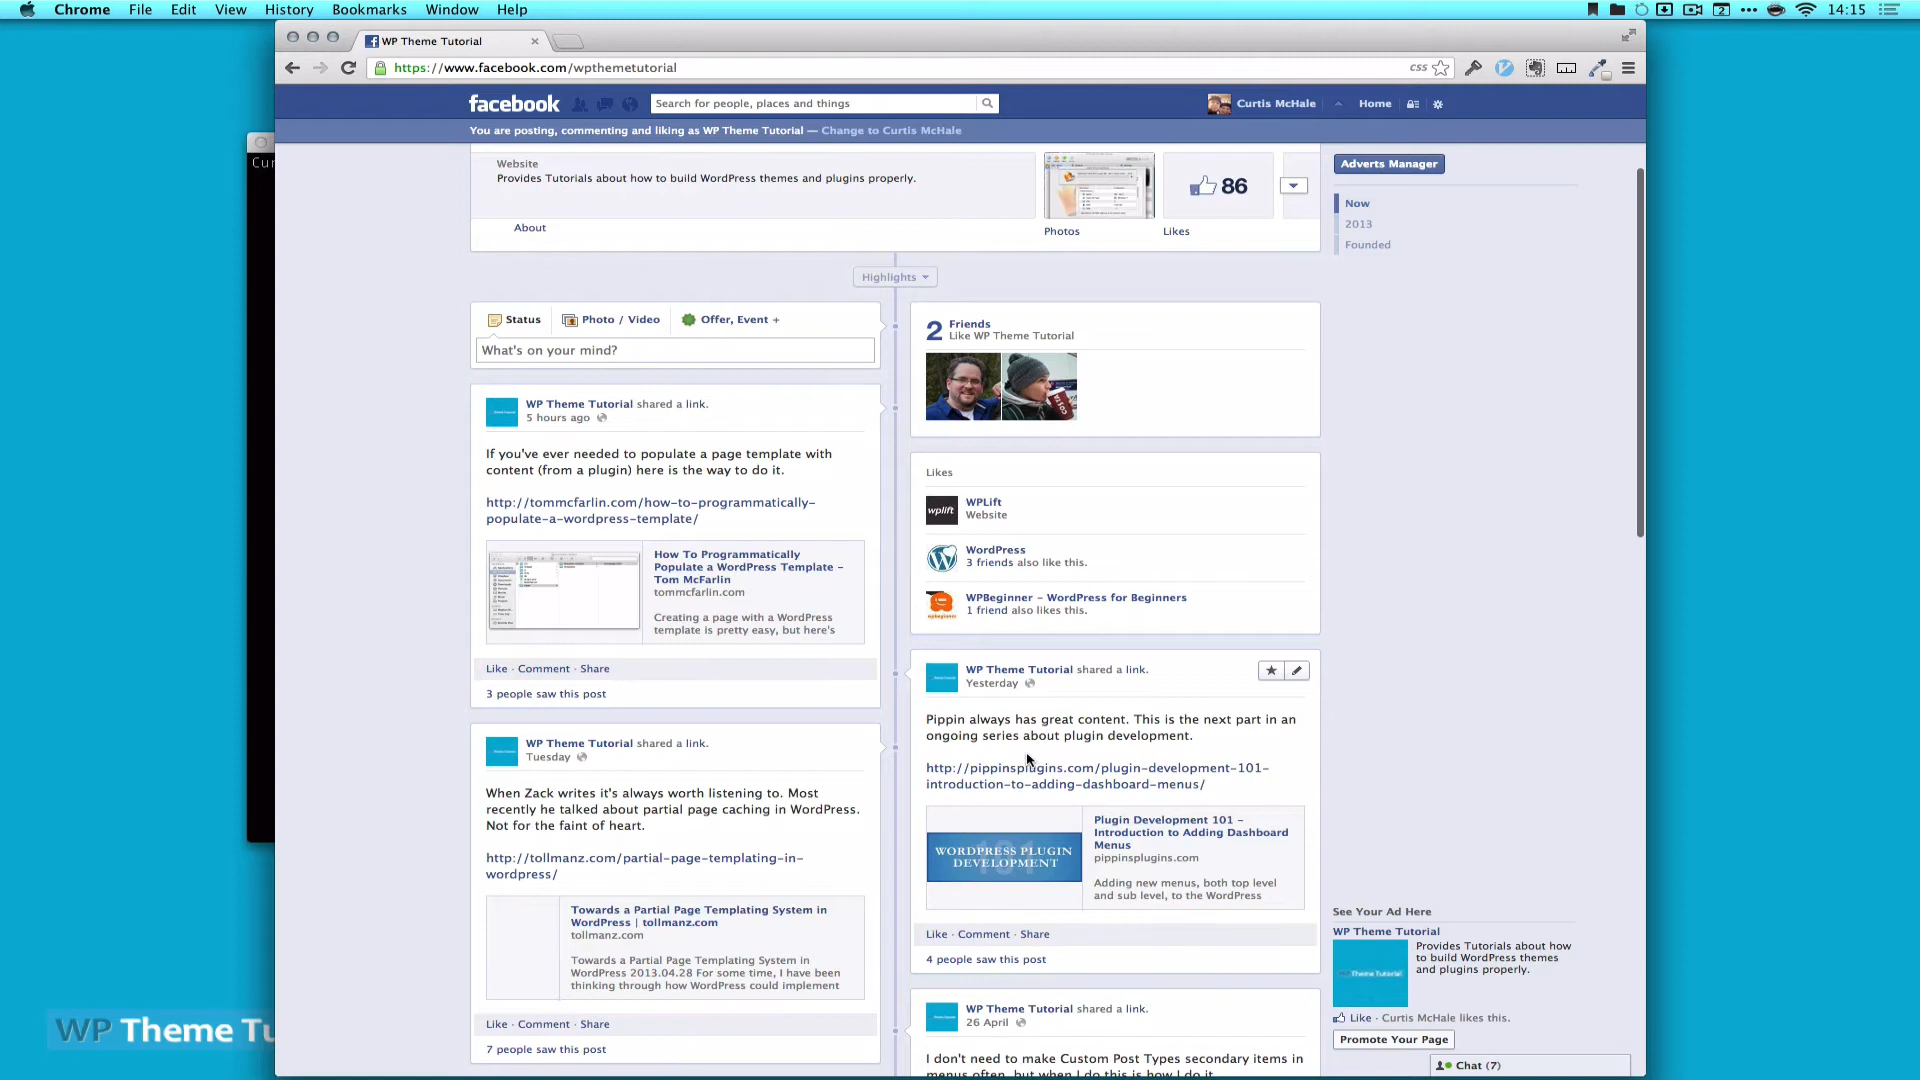 Chrome File Edit View History Bookmarks Window Help
2
14:15
WP Theme Tutorial
https://www.facebook.com/wpthemetutorial
CSS
facebook
Search for people, places and things
Curtis McHale
Home
You are posting, commenting and liking as WP Theme Tutorial — Change to Curtis McHale
Cur
Website
Provides Tutorials about how to build WordPress themes and plugins properly.
About
Photos
86
Likes
Adverts Manager
Now
2013
Founded
Highlights
Status
Photo / Video
Offer, Event +
What's on your mind?
WP Theme Tutorial shared a link.
5 hours ago
If you've ever needed to populate a page template with
content (from a plugin) here is the way to do it.
http://tommcfarlin.com/how-to-programmatically-
populate-a-wordpress-template/
How To Programmatically
Populate a WordPress Template –
Tom McFarlin
tommcfarlin.com
Creating a page with a WordPress
template is pretty easy, but here's
Like · Comment · Share
3 people saw this post
WP Theme Tutorial shared a link.
Tuesday
When Zack writes it's always worth listening to. Most
recently he talked about partial page caching in WordPress.
Not for the faint of heart.
http://tollmanz.com/partial-page-templating-in-
wordpress/
Towards a Partial Page Templating System in
WordPress | tollmanz.com
tollmanz.com
Towards a Partial Page Templating System in
WordPress 2013.04.28 For some time, I have been
thinking through how WordPress could implement
Like · Comment · Share
7 people saw this post
2 Friends
Like WP Theme Tutorial
Likes
wplift
WPLift
Website
WordPress
3 friends also like this.
wpbeginner
WPBeginner – WordPress for Beginners
1 friend also likes this.
WP Theme Tutorial shared a link.
Yesterday
Pippin always has great content. This is the next part in an
ongoing series about plugin development.
http://pippinsplugins.com/plugin-development-101-
introduction-to-adding-dashboard-menus/
101
WORDPRESS PLUGIN
DEVELOPMENT
Plugin Development 101 –
Introduction to Adding Dashboard
Menus
pippinsplugins.com
Adding new menus, both top level
and sub level, to the WordPress
Like · Comment · Share
4 people saw this post
WP Theme Tutorial shared a link.
26 April
I don't need to make Custom Post Types secondary items in
menus often, but when I do this is how I do it.
See Your Ad Here
WP Theme Tutorial
Provides Tutorials about how
to build WordPress themes
and plugins properly.
Like · Curtis McHale likes this.
Promote Your Page
Chat (7)
WP Theme Tu